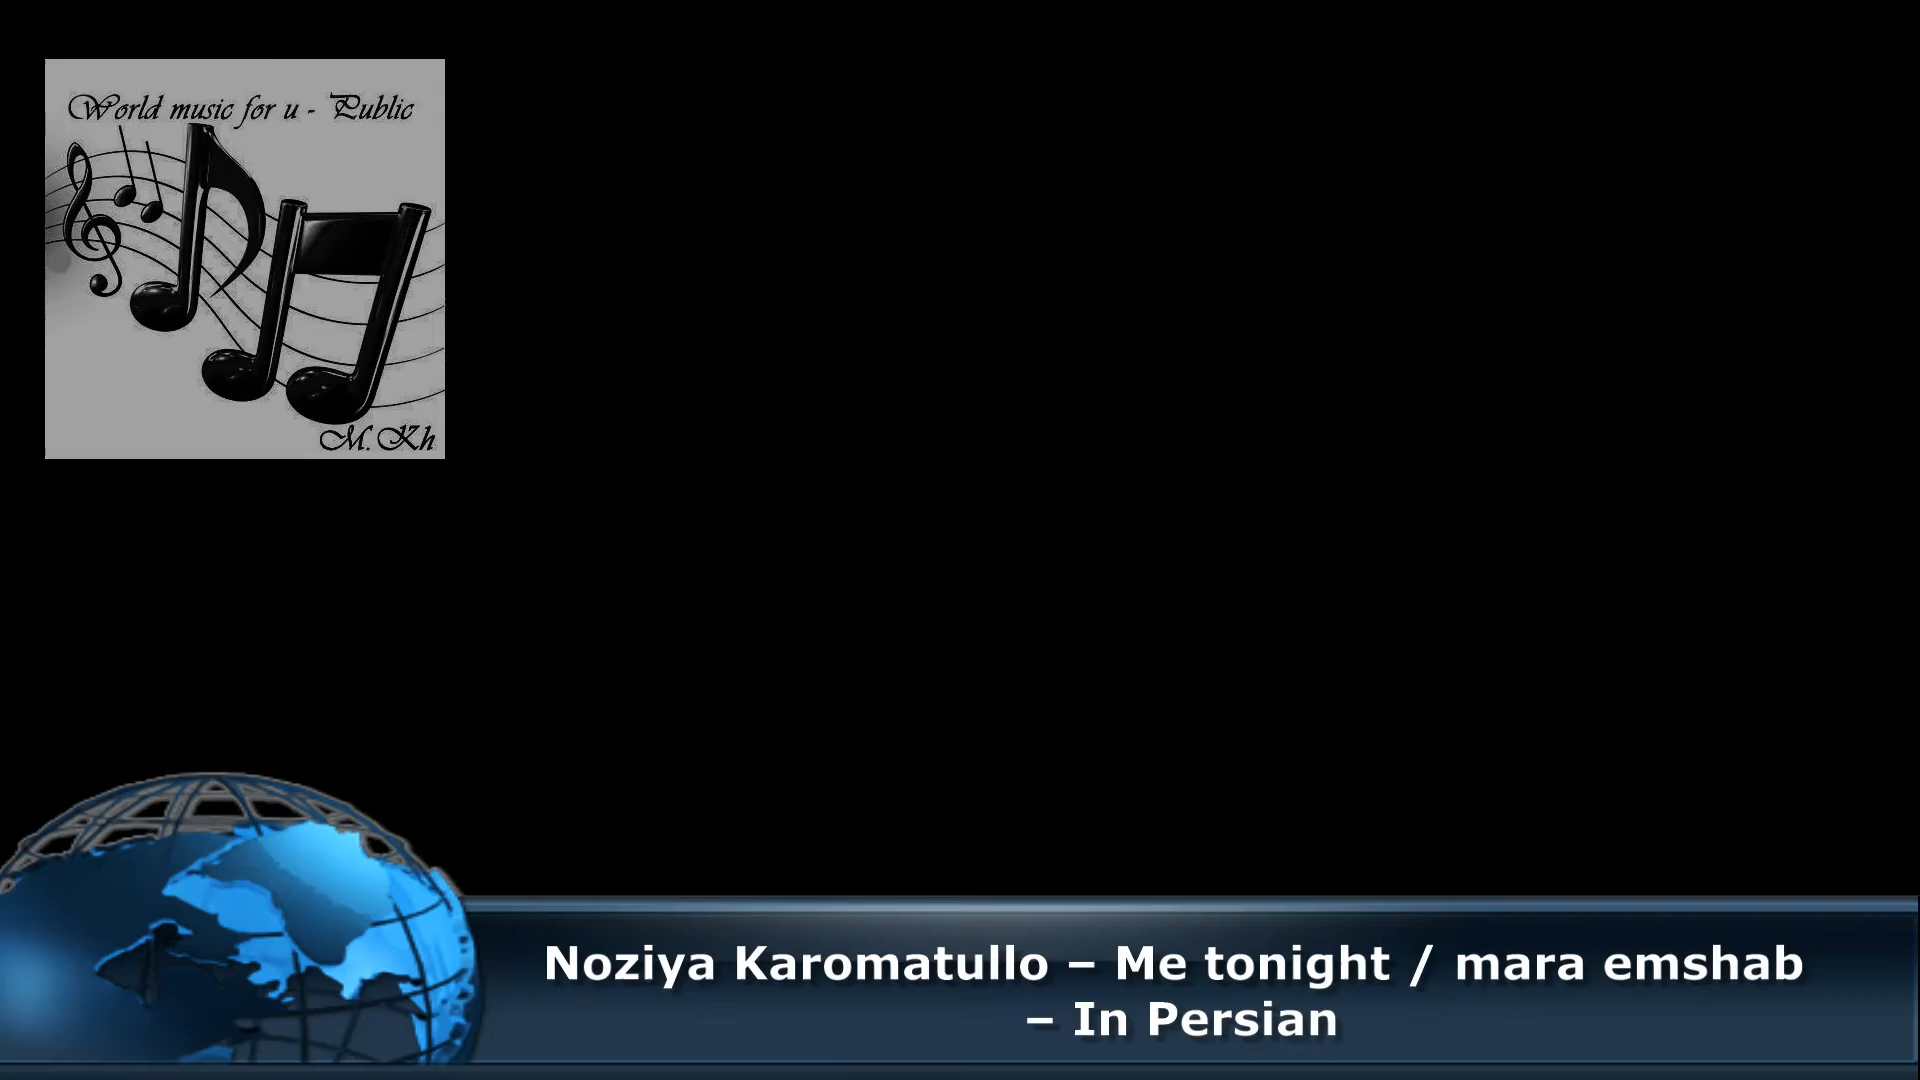 World music for u - Public
M. Kh
Noziya Karomatullo – Me tonight / mara emshab
– In Persian